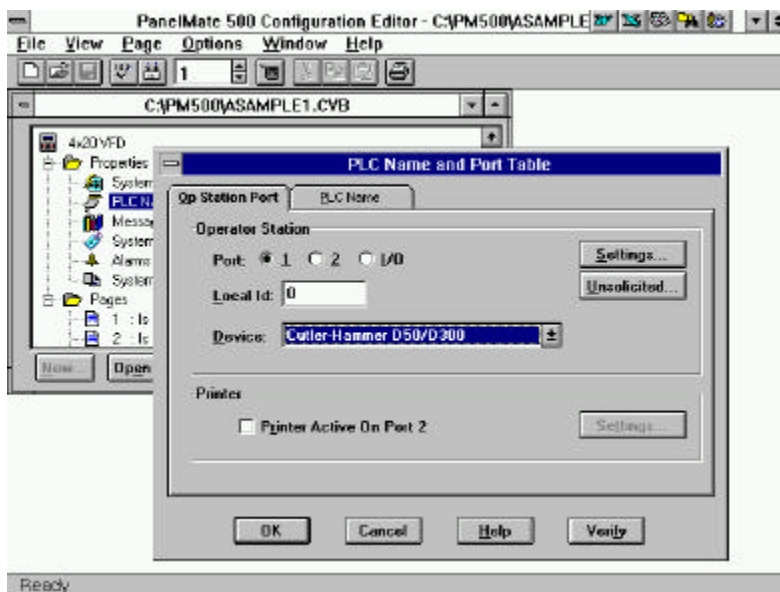 PanelMate 500 Configuration Editor - C:\PM500\ASAMPLE
File View Page Options Window Help
1
C:\PM500\ASAMPLE1.CVB
4x20 VFD
Properties
System
PLC N
Messa
System
Alarms
System
Pages
1 : Is
2 : Is
New... Open
PLC Name and Port Table
Op Station Port PLC Name
Operator Station
Port: 1 2 I/O
Settings...
Local Id: 0
Unsolicited...
Device: Cutler-Hammer D50/D300
Printer
Printer Active On Port 2
Settings...
OK Cancel Help Verify
Ready